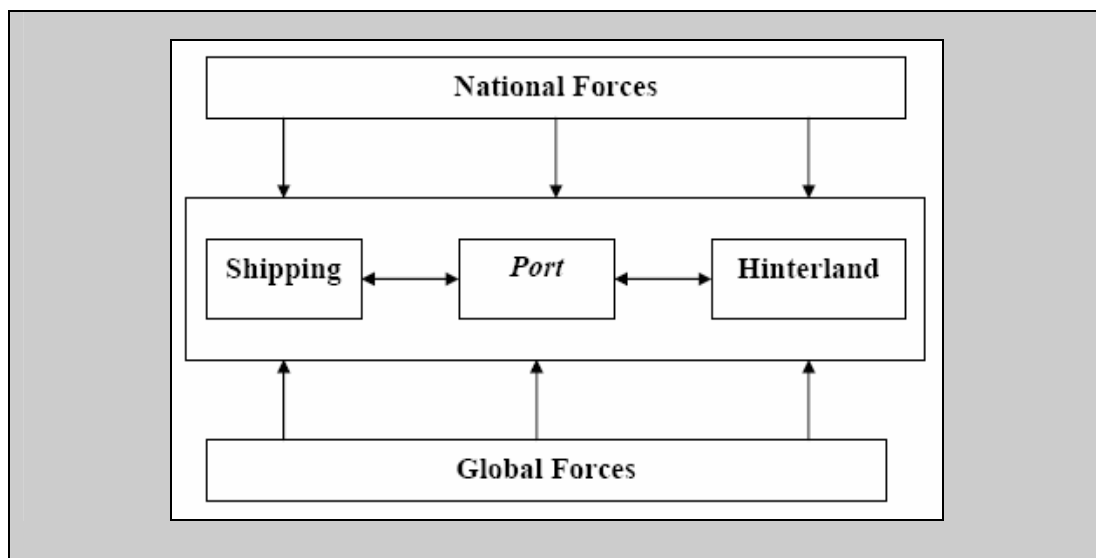 National Forces
Shipping
Port
Hinterland
Global Forces